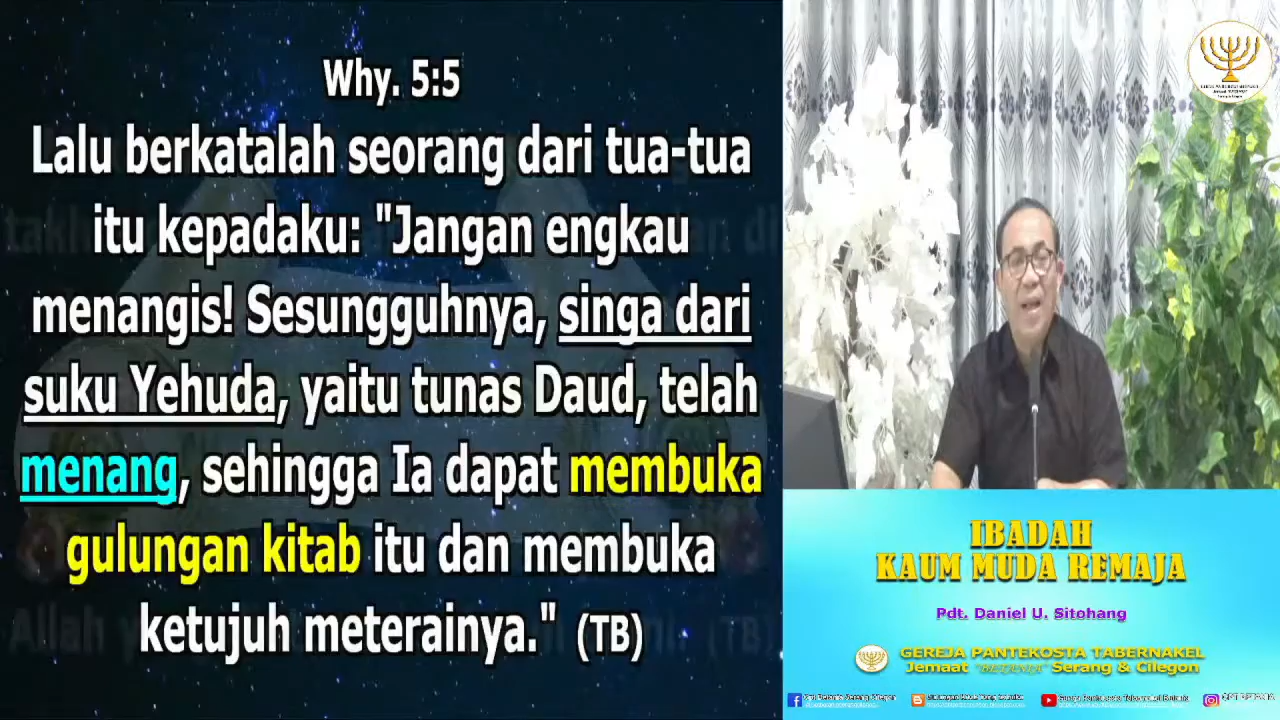 Why. 5:5
Lalu berkatalah seorang dari tua-tua
itu kepadaku: "Jangan engkau
menangis! Sesungguhnya, singa dari
suku Yehuda, yaitu tunas Daud, telah
menang, sehingga Ia dapat membuka
gulungan kitab itu dan membuka
ketujuh meterainya." (TB)
IBADAH
KAUM MUDA REMAJA
Pdt. Daniel U. Sitohang
GEREJA PANTEKOSTA TABERNAKEL
Jemaat "BETANIA" Serang & Cilegon